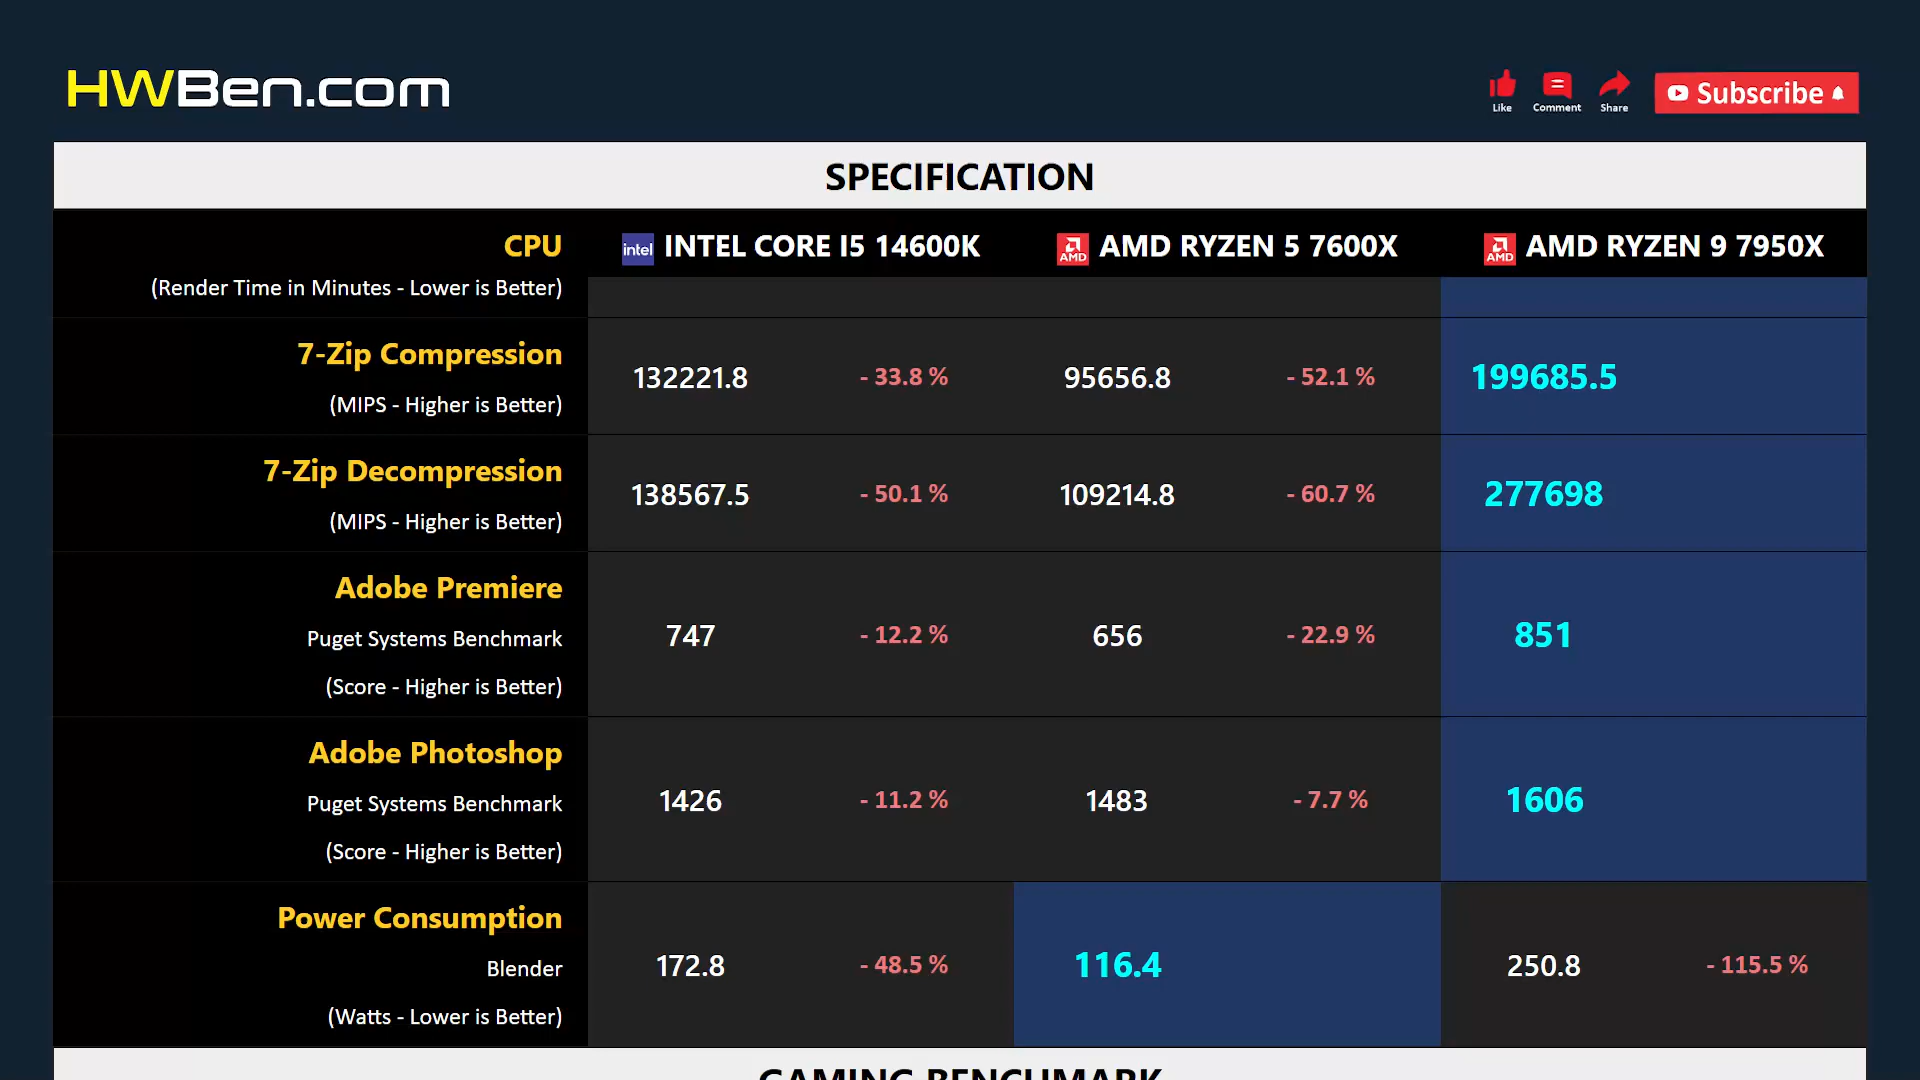 HWBen.com
Like
Comment
Share
Subscribe
SPECIFICATION
CPU
intel INTEL CORE I5 14600K
AMD AMD RYZEN 5 7600X
AMD AMD RYZEN 9 7950X
(Render Time in Minutes - Lower is Better)
7-Zip Compression
(MIPS - Higher is Better)
132221.8 - 33.8 % 95656.8 - 52.1 % 199685.5
7-Zip Decompression
(MIPS - Higher is Better)
138567.5 - 50.1 % 109214.8 - 60.7 % 277698
Adobe Premiere
Puget Systems Benchmark
(Score - Higher is Better)
747 - 12.2 % 656 - 22.9 % 851
Adobe Photoshop
Puget Systems Benchmark
(Score - Higher is Better)
1426 - 11.2 % 1483 - 7.7 % 1606
Power Consumption
Blender
(Watts - Lower is Better)
172.8 - 48.5 % 116.4 250.8 - 115.5 %
GAMING BENCHMARK